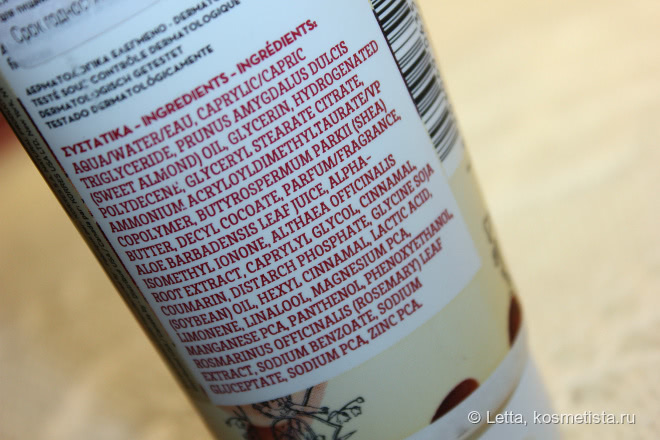 Срок годнос
ΔΕΡΜΑΤΟΛΟΓΙΚΑ ΕΛΕΓΜΕΝΟ - DERMATO
TESTÉ SOUS CONTRÔLE DERMATOLOGIQUE
DERMATOLOGISCH GETESTET
TESTADO DERMATOLÓGICAMENTE
ΣΥΣΤΑΤΙΚΑ - INGREDIENTS - INGRÉDIENTS:
AQUA/WATER/EAU, CAPRYLIC/CAPRIC
TRIGLYCERIDE, PRUNUS AMYGDALUS DULCIS
(SWEET ALMOND) OIL, GLYCERIN, HYDROGENATED
POLYDECENE, GLYCERYL STEARATE CITRATE,
AMMONIUM ACRYLOYLDIMETHYLTAURATE/VP
COPOLYMER, BUTYROSPERMUM PARKII (SHEA)
BUTTER, DECYL COCOATE, PARFUM/FRAGRANCE,
ALOE BARBADENSIS LEAF JUICE, ALPHA-
ISOMETHYL IONONE, ALTHAEA OFFICINALIS
ROOT EXTRACT, CAPRYLYL GLYCOL, CINNAMAL,
COUMARIN, DISTARCH PHOSPHATE, GLYCINE SOJA
(SOYBEAN) OIL, HEXYL CINNAMAL, LACTIC ACID,
LIMONENE, LINALOOL, MAGNESIUM PCA,
MANGANESE PCA, PANTHENOL, PHENOXYETHANOL,
ROSMARINUS OFFICINALIS (ROSEMARY) LEAF
EXTRACT, SODIUM BENZOATE, SODIUM
GLUCEPTATE, SODIUM PCA, ZINC PCA.
© Letta, kosmetista.ru